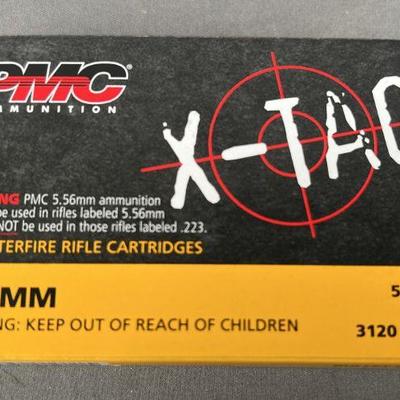 PMC®
AMMUNITION
X-TAC
NG PMC 5.56mm ammunition
be used in rifles labeled 5.56mm
NOT be used in those rifles labeled .223.
TERFIRE RIFLE CARTRIDGES
MM
5
NG: KEEP OUT OF REACH OF CHILDREN
3120